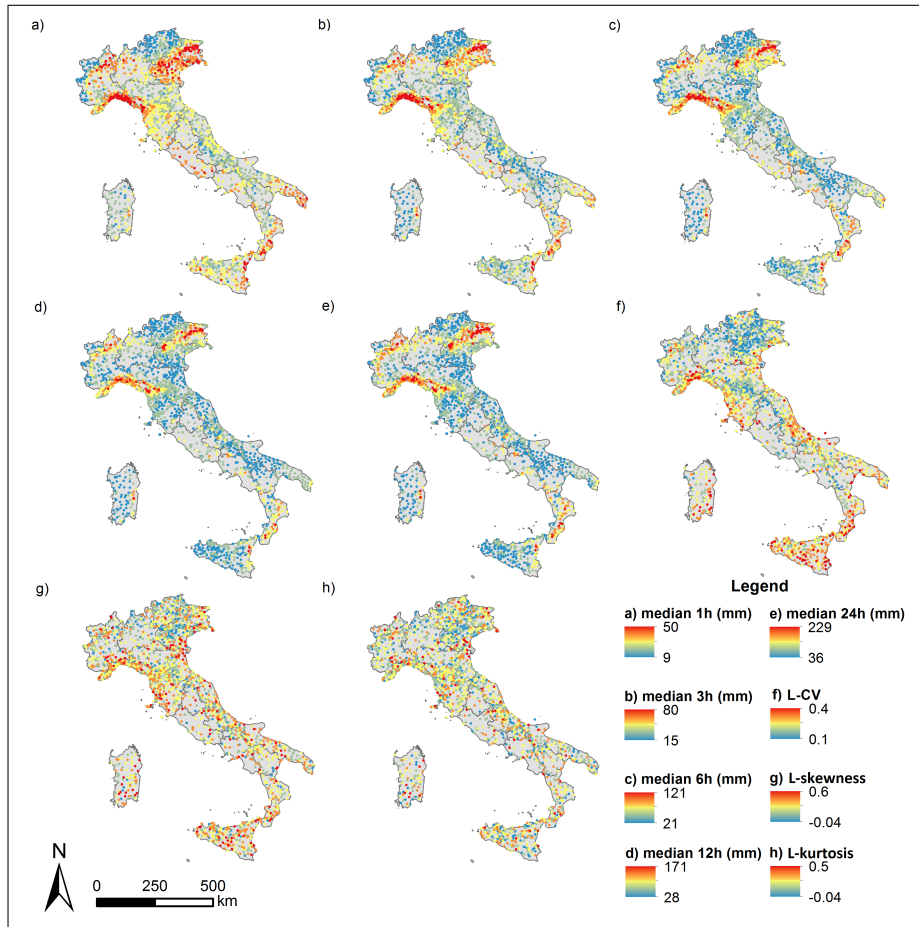 a)
b)
c)
d)
e)
f)
g)
h)
Legend
a) median 1h (mm)
50
9
e) median 24h (mm)
229
36
b) median 3h (mm)
80
15
f) L-CV
0.4
0.1
c) median 6h (mm)
121
21
g) L-skewness
0.6
-0.04
d) median 12h (mm)
171
28
h) L-kurtosis
0.5
-0.04
N
0 250 500
km